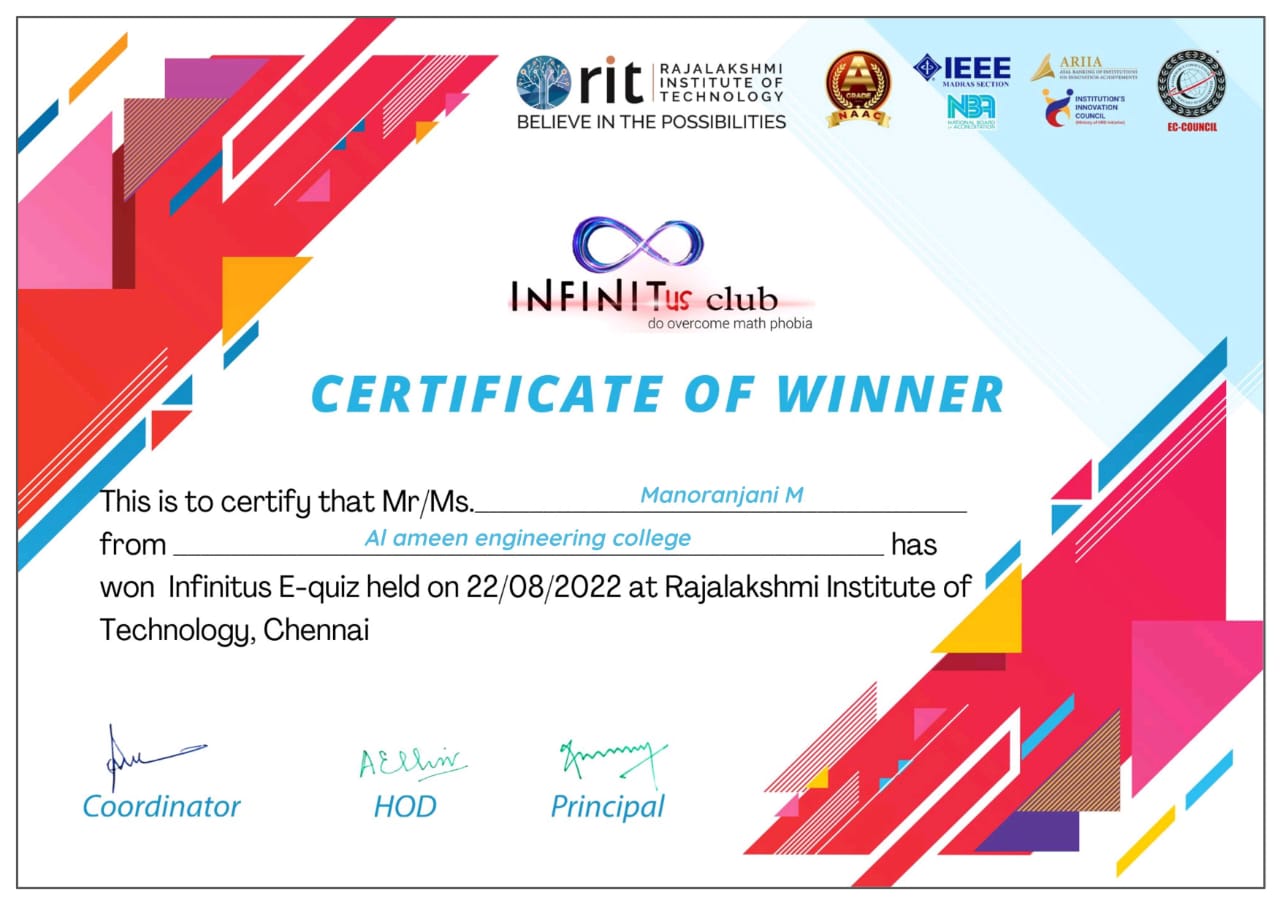 rit RAJALAKSHMI
INSTITUTE OF
TECHNOLOGY
BELIEVE IN THE POSSIBILITIES
A
GRADE
NAAC
IEEE
MADRAS SECTION
NBA
NATIONAL BOARD
of ACCREDITATION
ARIIA
ATAL RANKING OF INSTITUTIONS
ON INNOVATION ACHIEVEMENTS
INSTITUTION'S
INNOVATION
COUNCIL
(Ministry of HRD Initiative)
EC-COUNCIL
INFINITus club
do overcome math phobia
CERTIFICATE OF WINNER
This is to certify that Mr/Ms. Manoranjani M
from Al ameen engineering college has
won Infinitus E-quiz held on 22/08/2022 at Rajalakshmi Institute of
Technology, Chennai
Coordinator HOD Principal